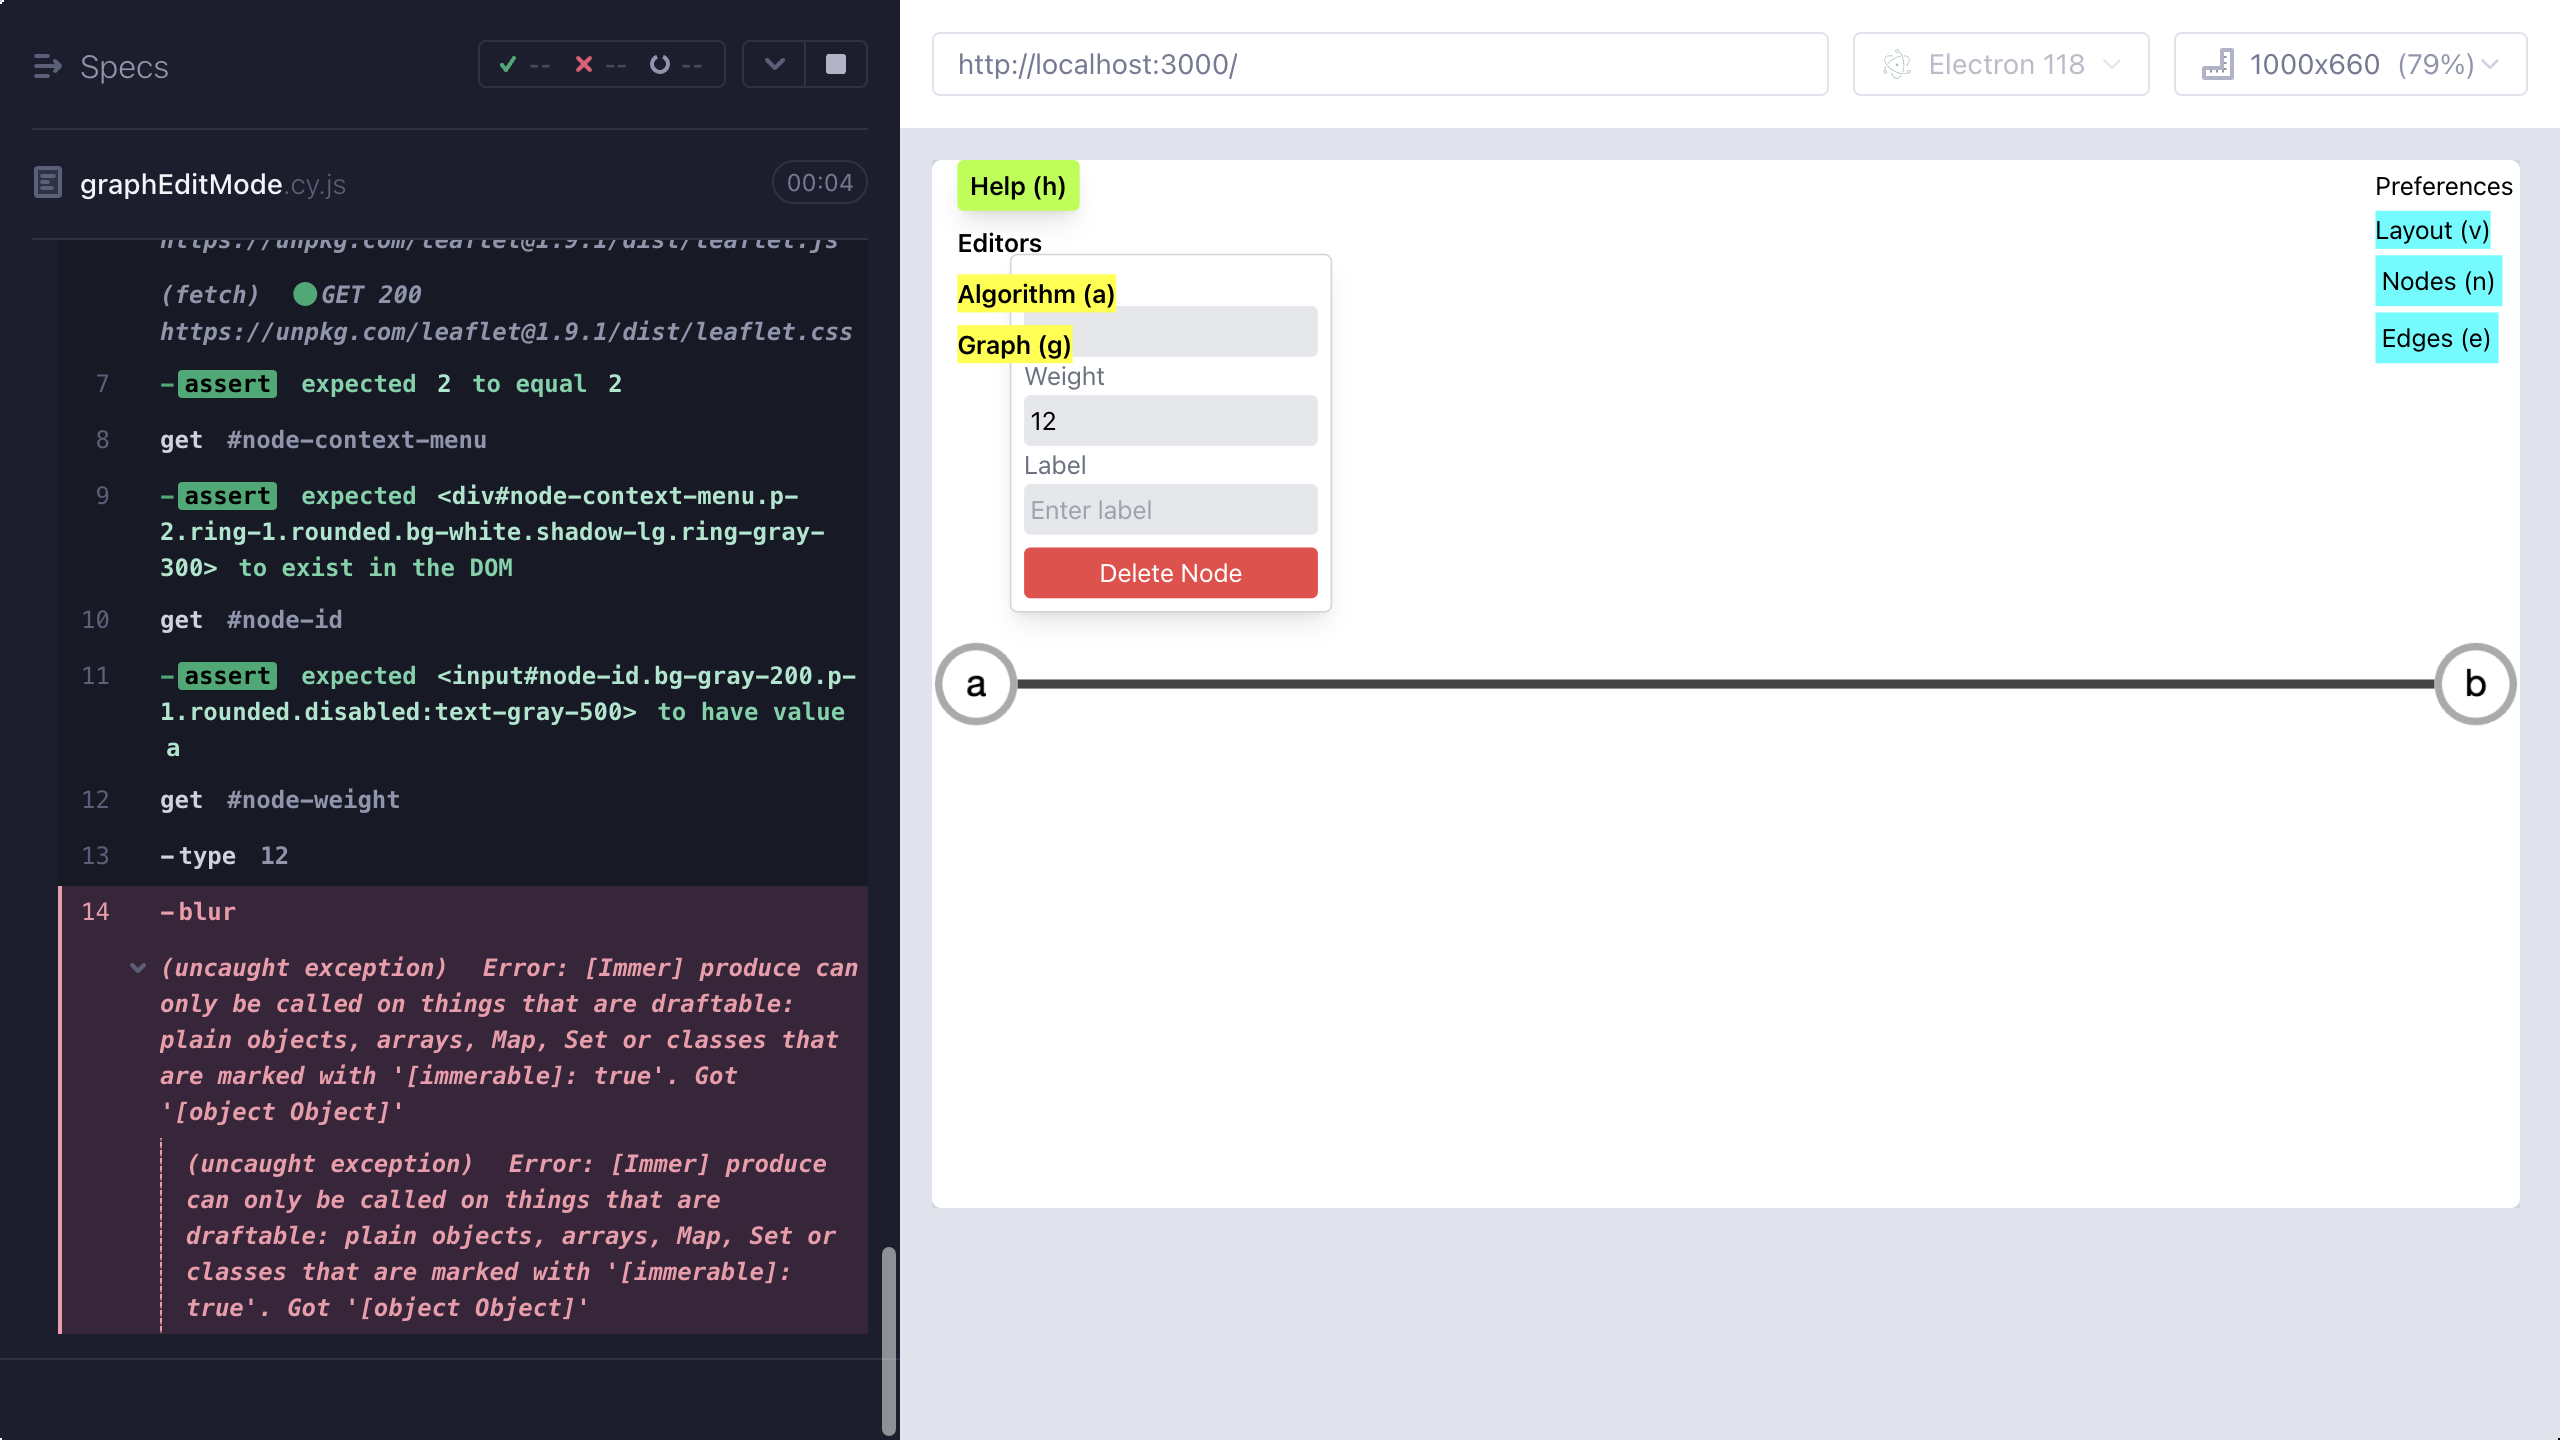 Specs
-- -- --
graphEditMode.cy.js
00:04
https://unpkg.com/leaflet@1.9.1/dist/leaflet.js
(fetch) GET 200
https://unpkg.com/leaflet@1.9.1/dist/leaflet.css
7 -assert expected 2 to equal 2
8 get #node-context-menu
9 -assert expected <div#node-context-menu.p-
2.ring-1.rounded.bg-white.shadow-lg.ring-gray-
300> to exist in the DOM
10 get #node-id
11 -assert expected <input#node-id.bg-gray-200.p-
1.rounded.disabled:text-gray-500> to have value
a
12 get #node-weight
13 -type 12
14 -blur
(uncaught exception) Error: [Immer] produce can
only be called on things that are draftable:
plain objects, arrays, Map, Set or classes that
are marked with '[immerable]: true'. Got
'[object Object]'
(uncaught exception) Error: [Immer] produce
can only be called on things that are
draftable: plain objects, arrays, Map, Set or
classes that are marked with '[immerable]:
true'. Got '[object Object]'
http://localhost:3000/
Electron 118
1000x660 (79%)
Help (h)
Editors
Algorithm (a)
Graph (g)
Weight
12
Label
Enter label
Delete Node
Preferences
Layout (v)
Nodes (n)
Edges (e)
a
b